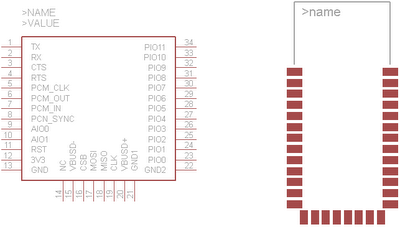 >NAME
>VALUE
>name
1 TX PIO11 34
2 RX PIO10 33
3 CTS PIO9 32
4 RTS PIO8 31
5 PCM_CLK PIO7 30
6 PCM_OUT PIO6 29
7 PCM_IN PIO5 28
8 PCN_SYNC PIO4 27
9 AIO0 PIO3 26
10 AIO1 PIO2 25
11 RST PIO1 24
12 3V3 PIO0 23
13 GND GND2 22
NC VBUSD- CSB MOSI MISO CLK VBUSD+ GND1
14 15 16 17 18 19 20 21